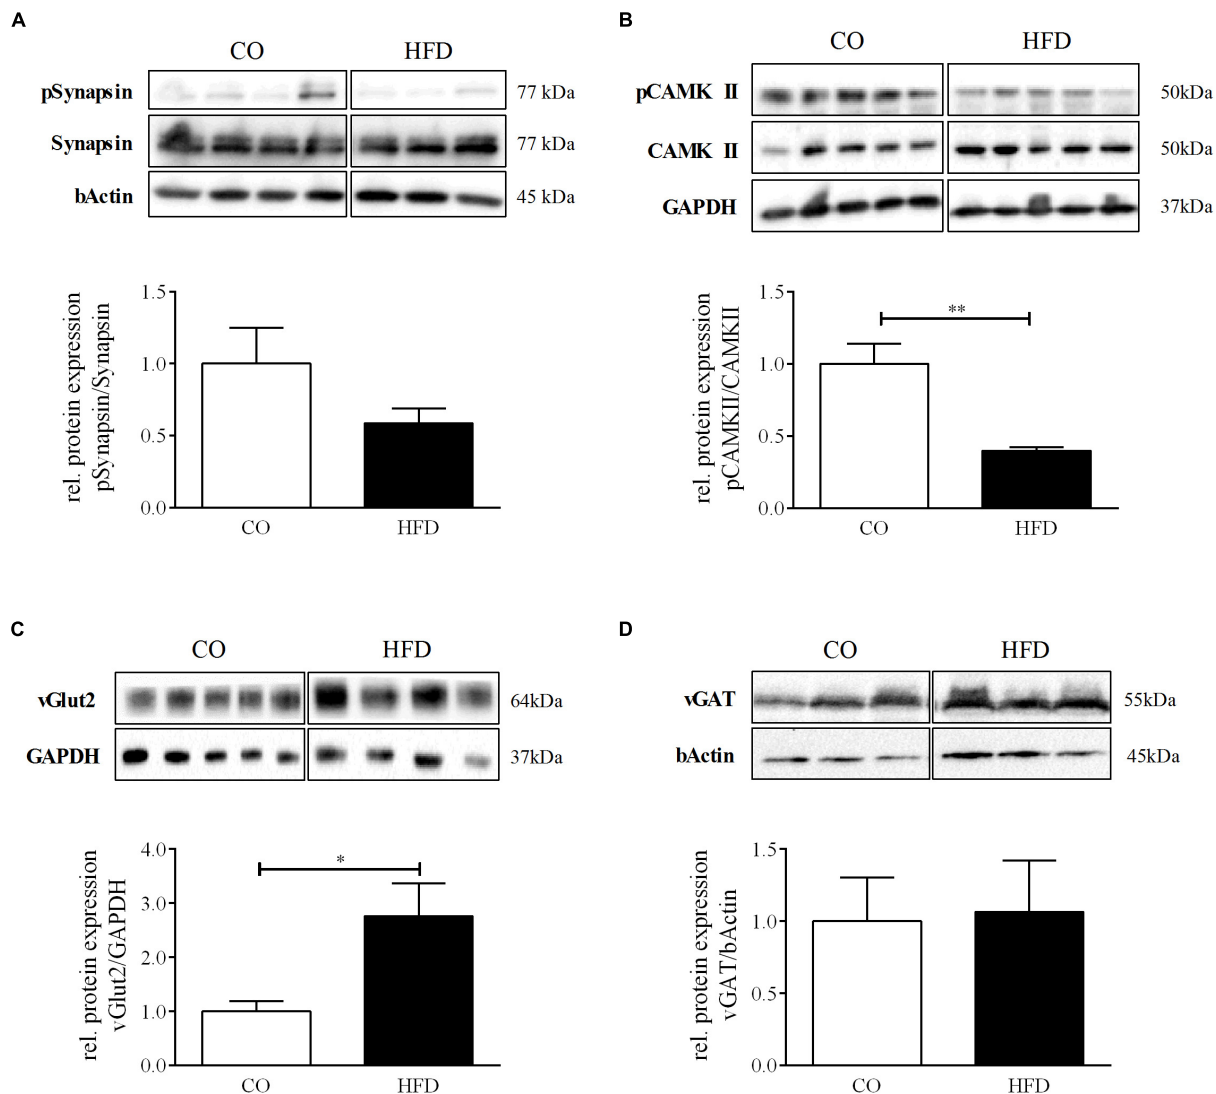 A
CO HFD
pSynapsin 77 kDa
Synapsin 77 kDa
bActin 45 kDa
rel. protein expression
pSynapsin/Synapsin
1.5
1.0
0.5
0.0
CO HFD
B
CO HFD
pCAMK II 50kDa
CAMK II 50kDa
GAPDH 37kDa
rel. protein expression
pCAMKII/CAMKII
1.5
**
1.0
0.5
0.0
CO HFD
C
CO HFD
vGlut2 64kDa
GAPDH 37kDa
rel. protein expression
vGlut2/GAPDH
4.0
*
3.0
2.0
1.0
0.0
CO HFD
D
CO HFD
vGAT 55kDa
bActin 45kDa
rel. protein expression
vGAT/bActin
1.5
1.0
0.5
0.0
CO HFD